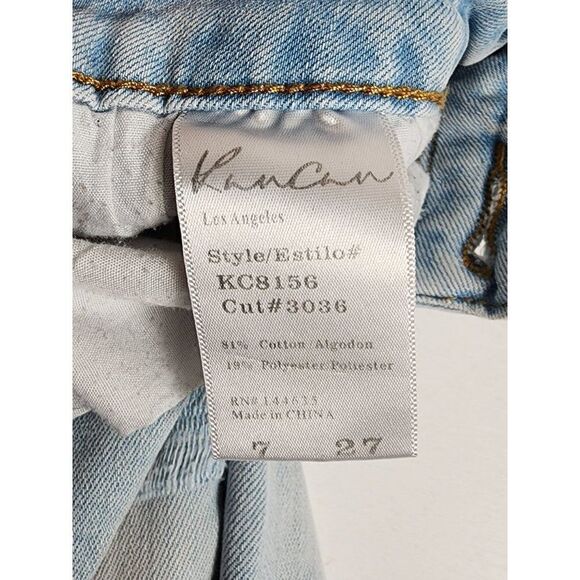 KanCan
Los Angeles
Style/Estilo#
KC8156
Cut#3036
81% Cotton/Algodon
19% Polyester Poliester
RN# 144635
Made in CHINA
7 27